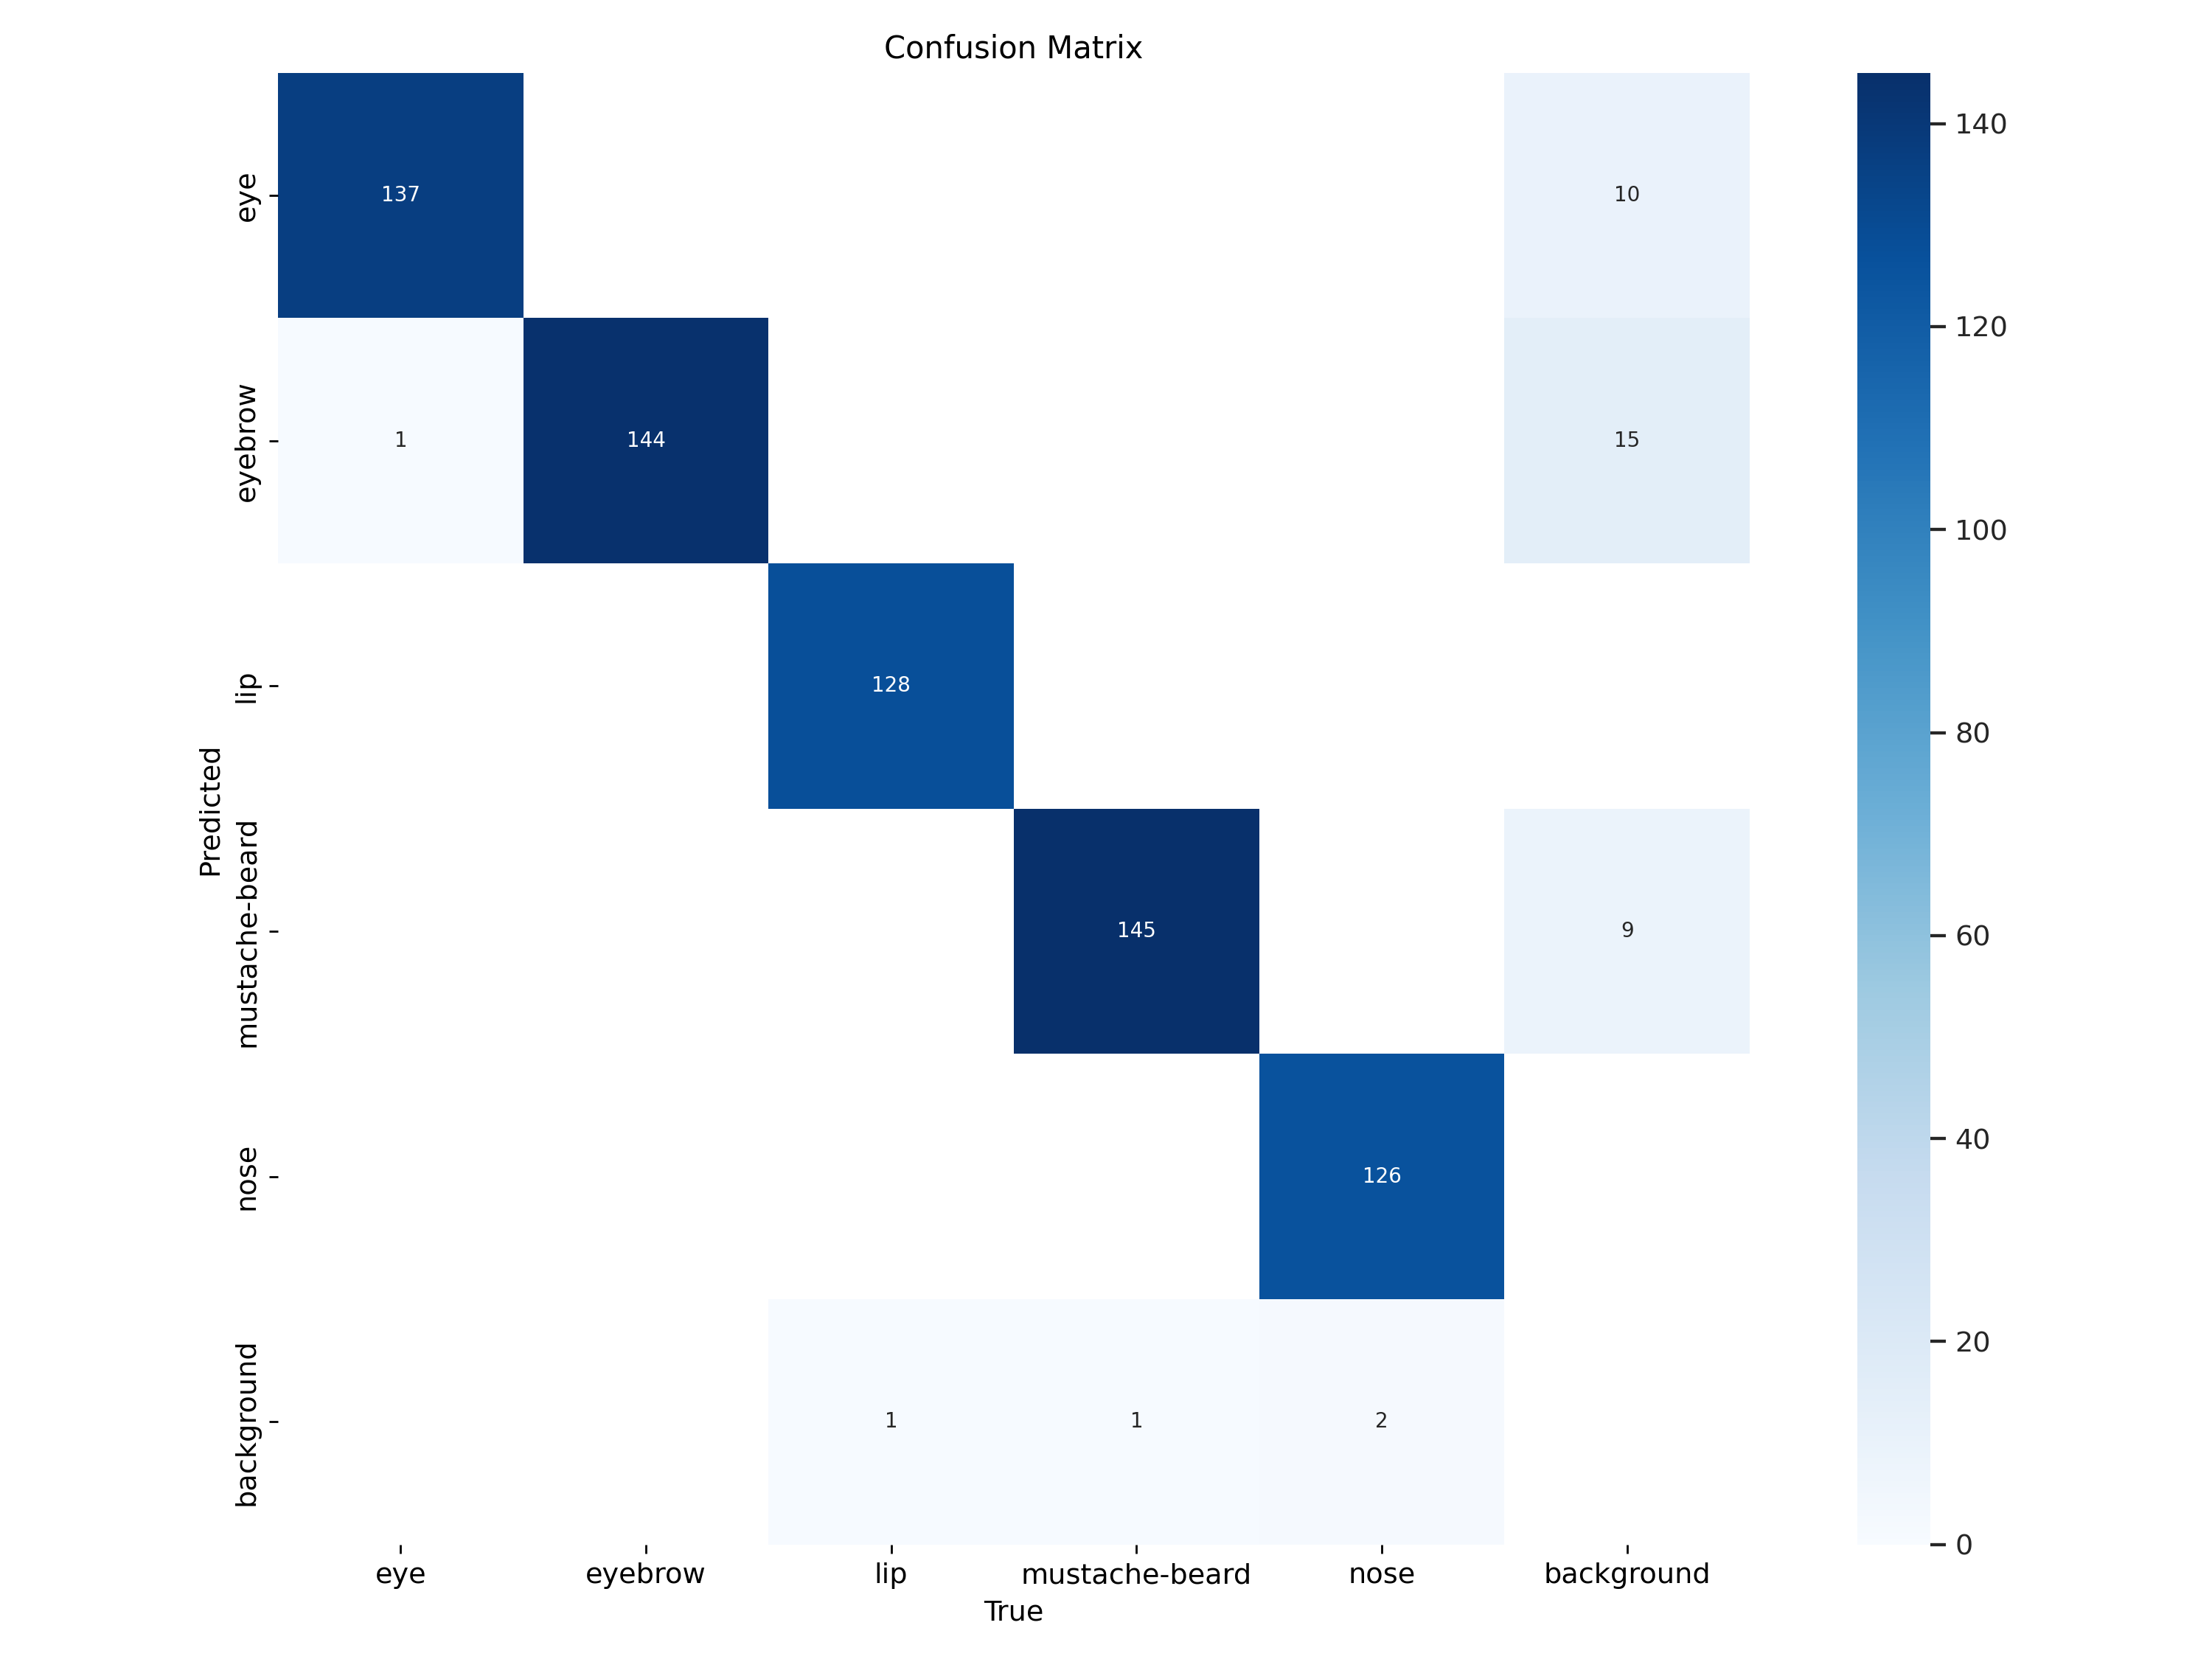 Confusion Matrix
eye
137
10
140
eyebrow
1
144
15
120
lip
128
100
mustache-beard
145
9
80
nose
126
60
background
1
1
2
40
20
0
Predicted
eye
eyebrow
lip
mustache-beard
nose
background
True